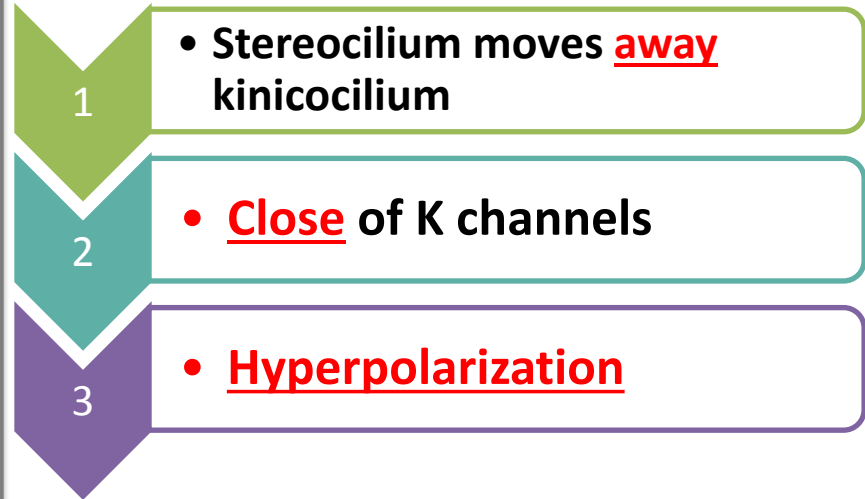 1
• Stereocilium moves away
kinicocilium
2
• Close of K channels
3
• Hyperpolarization